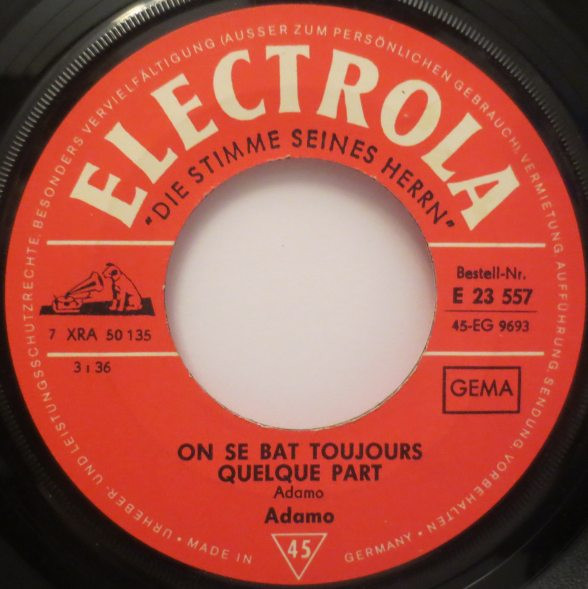 ELECTROLA
"DIE STIMME SEINES HERRN"
URHEBER- UND LEISTUNGSSCHUTZRECHTE, BESONDERS VERVIELFÄLTIGUNG (AUSSER ZUM PERSÖNLICHEN GEBRAUCH), VERMIETUNG, AUFFÜHRUNG, SENDUNG VORBEHALTEN
Bestell-Nr.
E 23 557
45-EG 9693
7 XRA 50 135
3 : 36
GEMA
ON SE BAT TOUJOURS
QUELQUE PART
Adamo
Adamo
45
• MADE IN GERMANY •